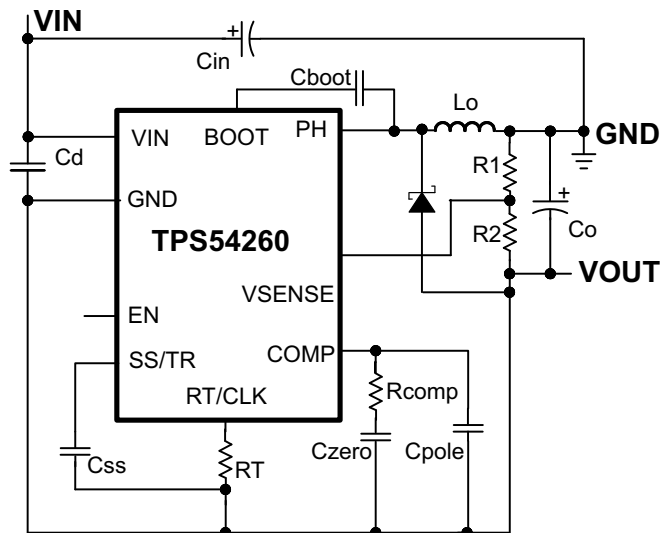 VIN
+
Cin
Cboot
Lo
VIN
BOOT
PH
GND
Cd
R1
GND
+
TPS54260
R2
Co
VOUT
VSENSE
EN
COMP
SS/TR
RT/CLK
Rcomp
Css
RT
Czero
Cpole